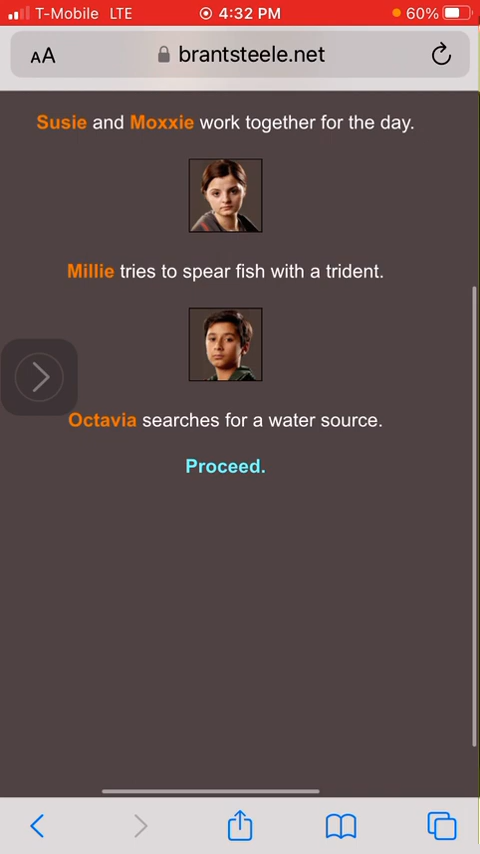 T-Mobile LTE 4:32 PM 60%
AA brantsteele.net
Susie and Moxxie work together for the day.
Millie tries to spear fish with a trident.
Octavia searches for a water source.
Proceed.